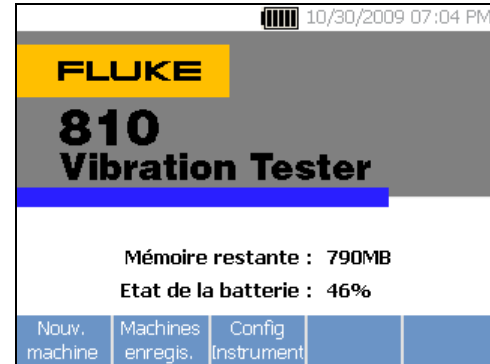 10/30/2009 07:04 PM
FLUKE
810
Vibration Tester
Mémoire restante : 790MB
Etat de la batterie : 46%
Nouv. machine
Machines enregis.
Config Instrument